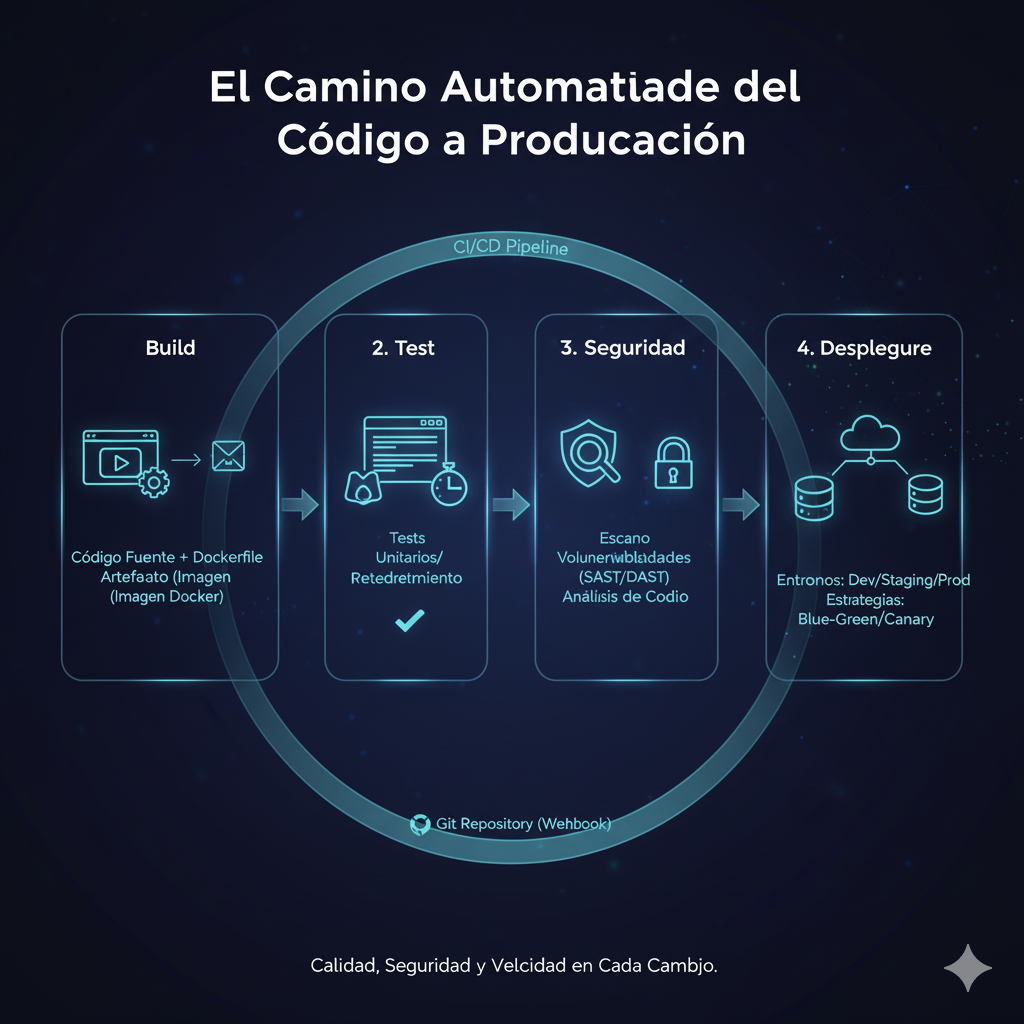 El Camino Automatiade del
Código a Producación
CI/CD Pipeline
Build
Código Fuente + Dockerfile
Artefaato (Imagen
(Imagen Docker)
2. Test
Tests
Unitarios/
Retedretmiento
3. Seguridad
Escano
(SAST/DAST)
Análisis de Codio
4. Desplegure
Entronos: Dev/Staging/Prod
Estrategias:
Blue-Green/Canary
Git Repository (Wehbook)
Calidad, Seguridad y Velcidad en Cada Cambjo.